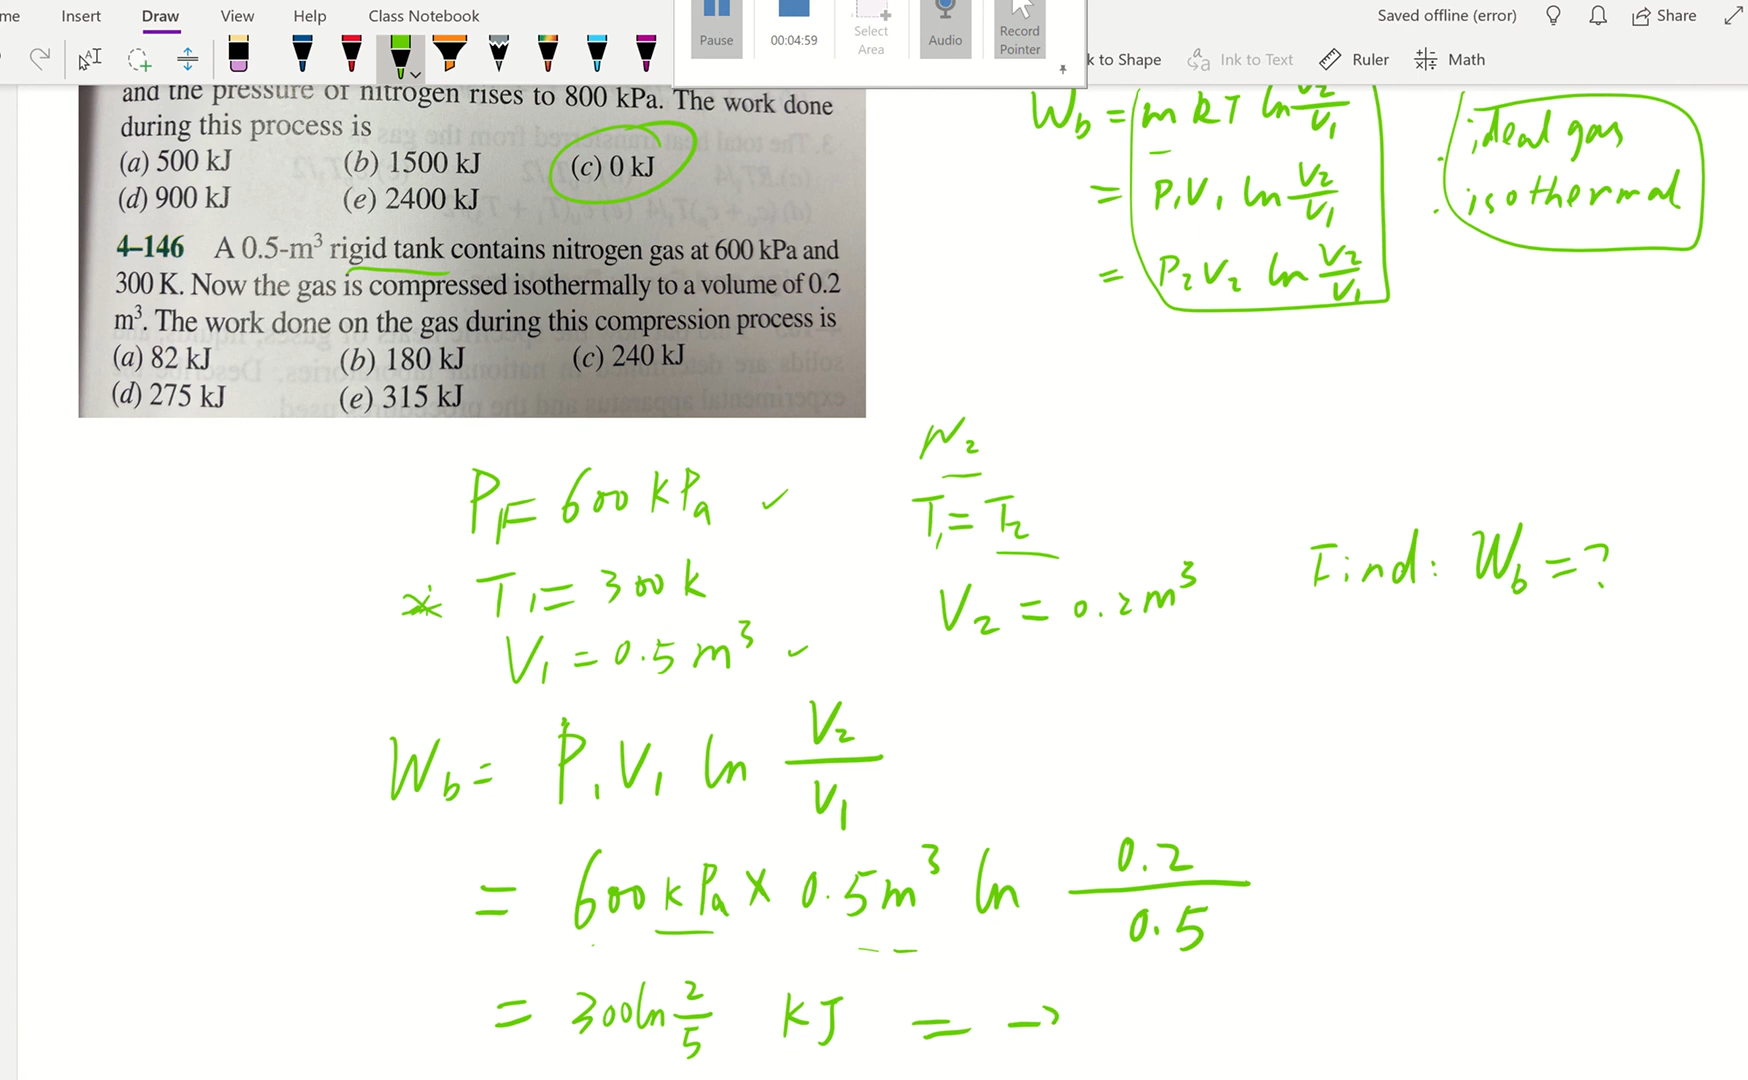 me Insert Draw View Help Class Notebook
Pause 00:04:59 Select Area Audio Record Pointer
Saved offline (error) Share
k to Shape Ink to Text Ruler Math
and the pressure of nitrogen rises to 800 kPa. The work done
during this process is
(a) 500 kJ (b) 1500 kJ (c) 0 kJ
(d) 900 kJ (e) 2400 kJ
4–146 A 0.5-m³ rigid tank contains nitrogen gas at 600 kPa and
300 K. Now the gas is compressed isothermally to a volume of 0.2
m³. The work done on the gas during this compression process is
(a) 82 kJ (b) 180 kJ (c) 240 kJ
(d) 275 kJ (e) 315 kJ
W_b = m R T ln V₂/V₁
= P₁V₁ ln V₂/V₁
= P₂V₂ ln V₂/V₁
ideal gas
isothermal
P₁ = 600 kPa ✓
T₁ = 300 k
V₁ = 0.5 m³ ✓
N₂
T₁ = T₂
V₂ = 0.2 m³
Find: W_b = ?
W_b = P₁V₁ ln V₂/V₁
= 600 kPa × 0.5 m³ ln 0.2/0.5
= 300 ln 2/5 kJ = -